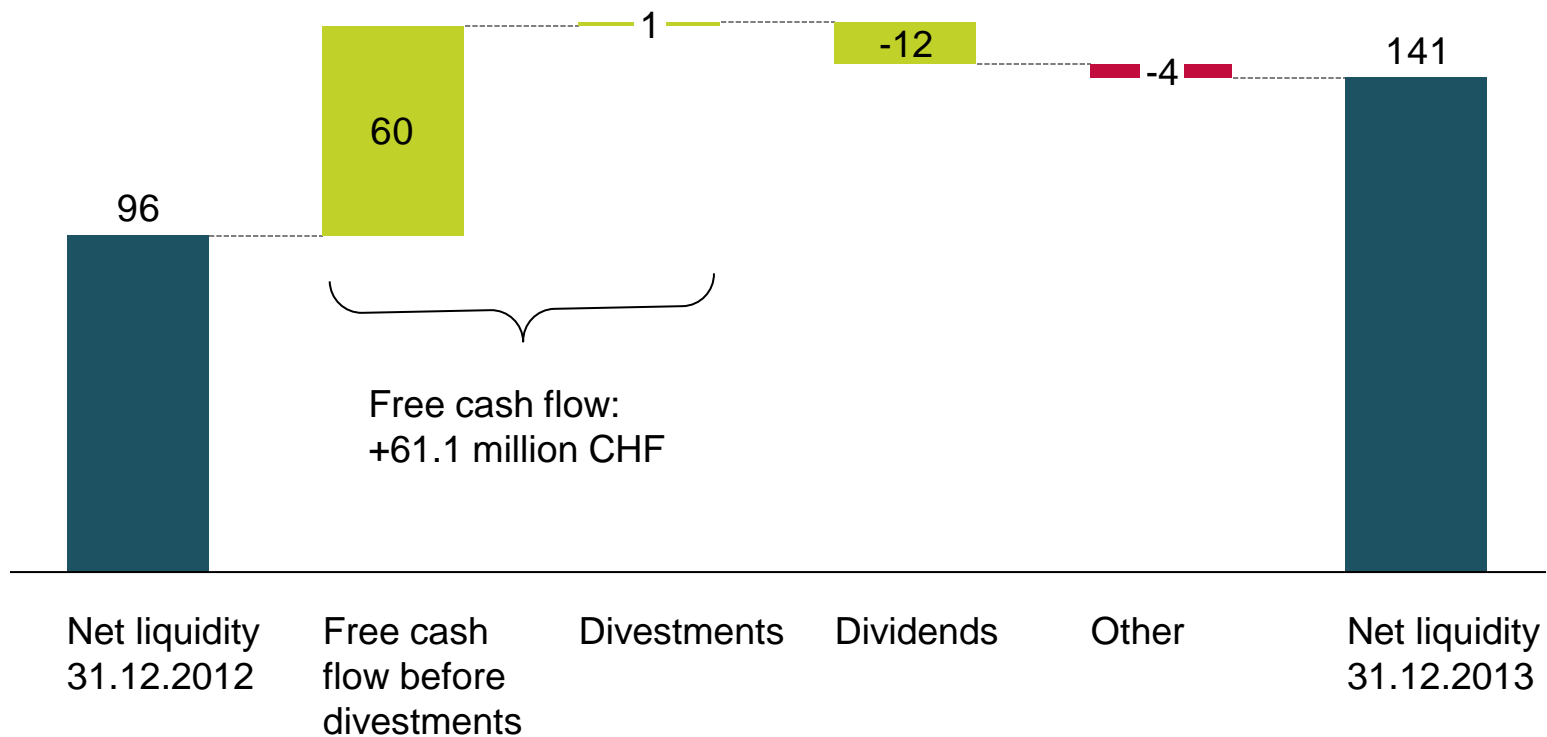 96
60
1
-12
-4
141
Free cash flow:
+61.1 million CHF
Net liquidity
31.12.2012
Free cash
flow before
divestments
Divestments
Dividends
Other
Net liquidity
31.12.2013